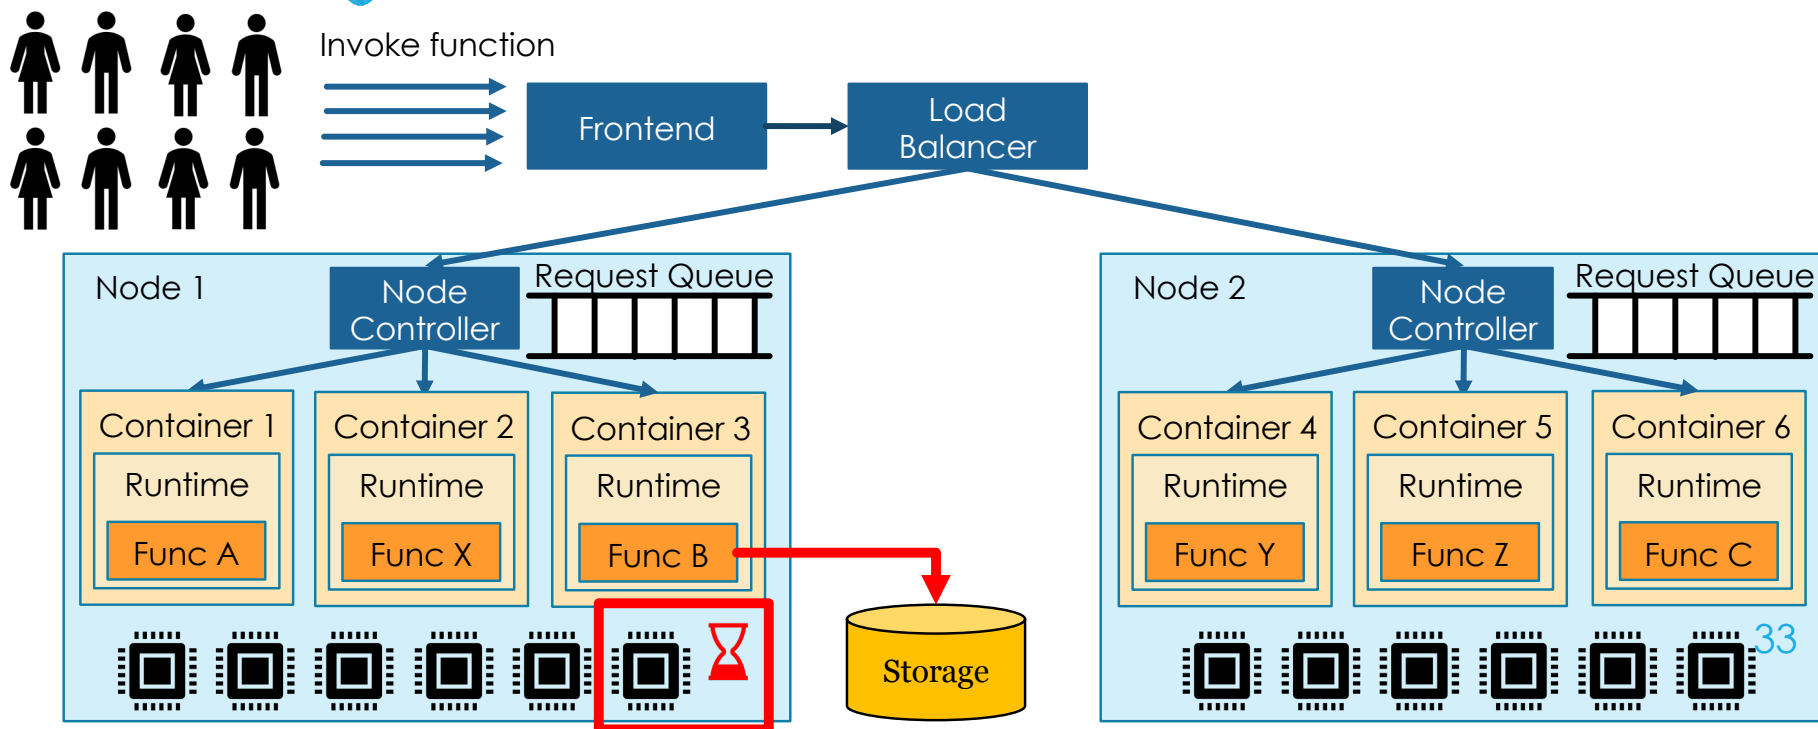 Invoke function
Frontend
Load
Balancer
Node 1
Node
Controller
Request Queue
Container 1
Runtime
Func A
Container 2
Runtime
Func X
Container 3
Runtime
Func B
Storage
Node 2
Node
Controller
Request Queue
Container 4
Runtime
Func Y
Container 5
Runtime
Func Z
Container 6
Runtime
Func C
33